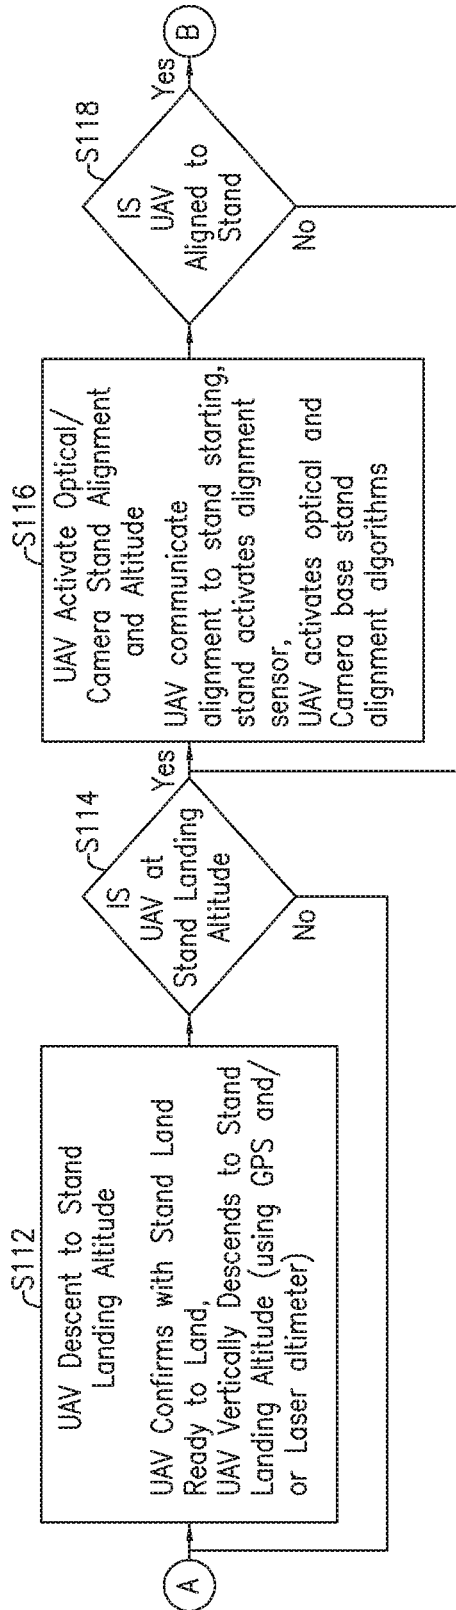 A
S112
UAV Descent to Stand
Landing Altitude
UAV Confirms with Stand Land
Ready to Land,
UAV Vertically Descends to Stand
Landing Altitude (using GPS and/
or Laser altimeter)
S114
IS
UAV at
Stand Landing
Altitude
Yes
No
S116
UAV Activate Optical/
Camera Stand Alignment
and Altitude
UAV communicate
alignment to stand starting,
stand activates alignment
sensor,
UAV activates optical and
Camera base stand
alignment algorithms
S118
IS
UAV
Aligned to
Stand
Yes
No
B